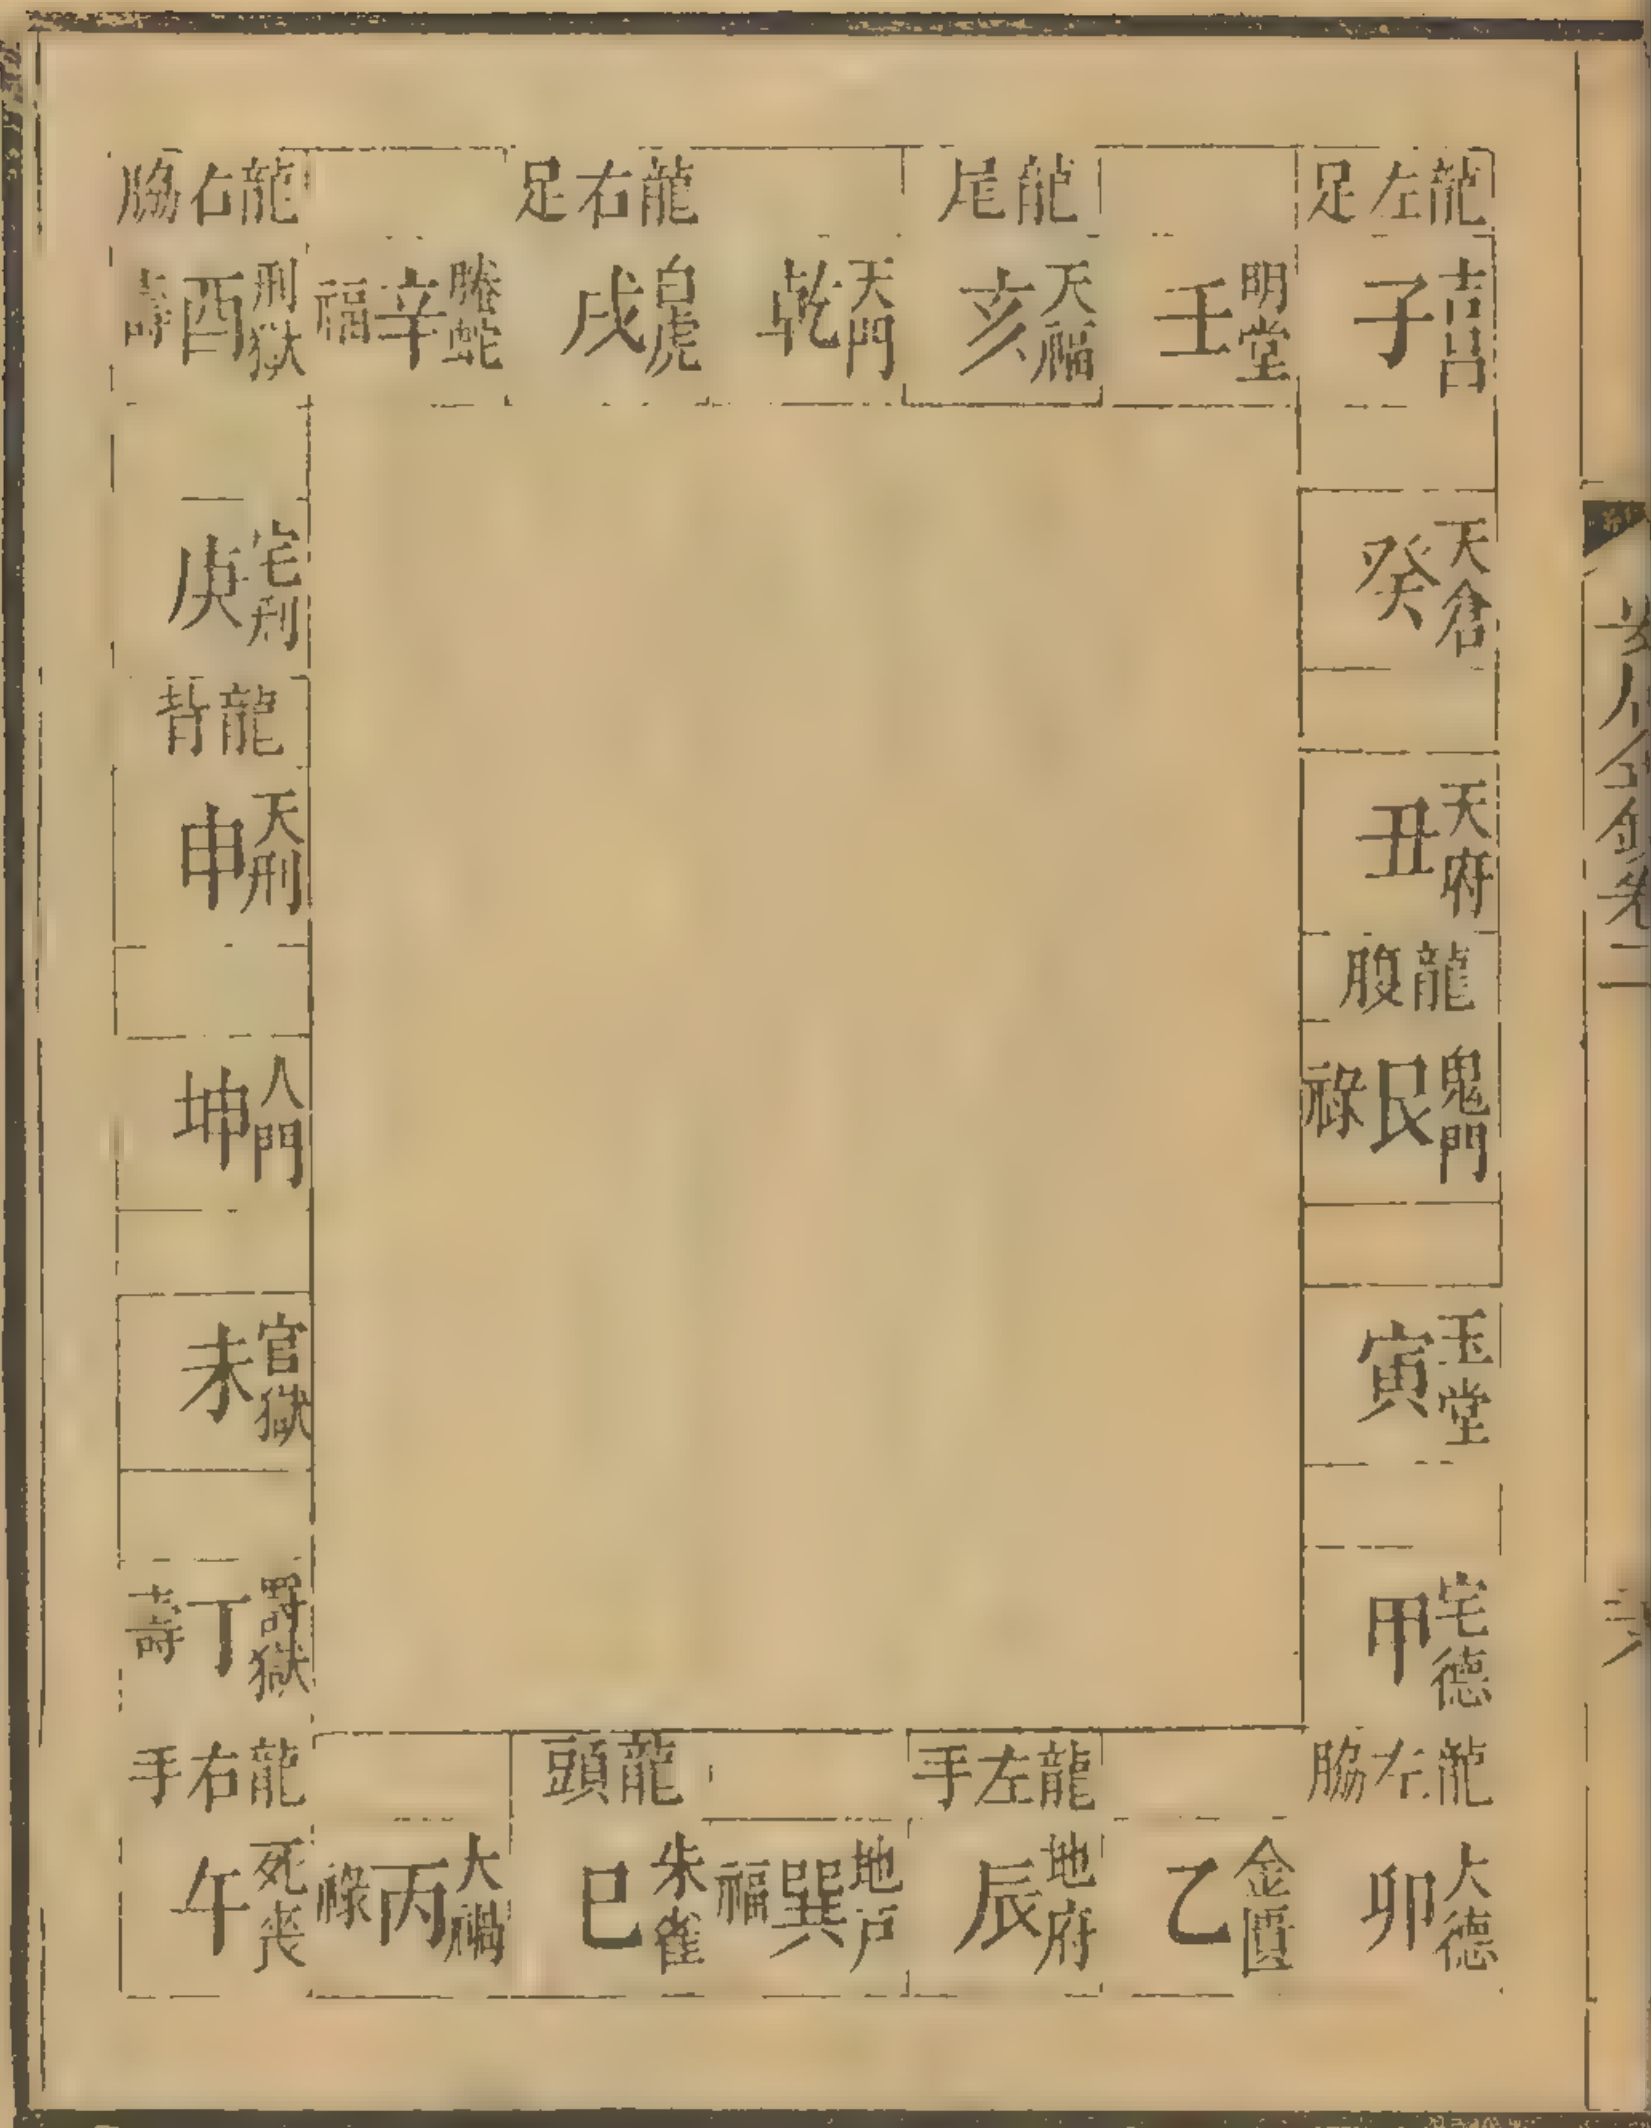 龍左足
吉昌 子
明堂 壬
龍尾
天福 亥
天門 乾
龍右足
白虎 戌
螣蛇 辛 福
龍右脇
刑獄 酉 壽
天倉 癸
宅刑 庚
天府 丑
龍背
天刑 申
龍腹
鬼門 艮 祿
人門 坤
玉堂 寅
官獄 未
宅德 甲
罰獄 丁 壽
龍左脇
大德 卯
金匱 乙
龍左手
地府 辰
地户 巽 福
龍頭
朱雀 巳
大禍 丙 祿
龍右手
死喪 午
卷二